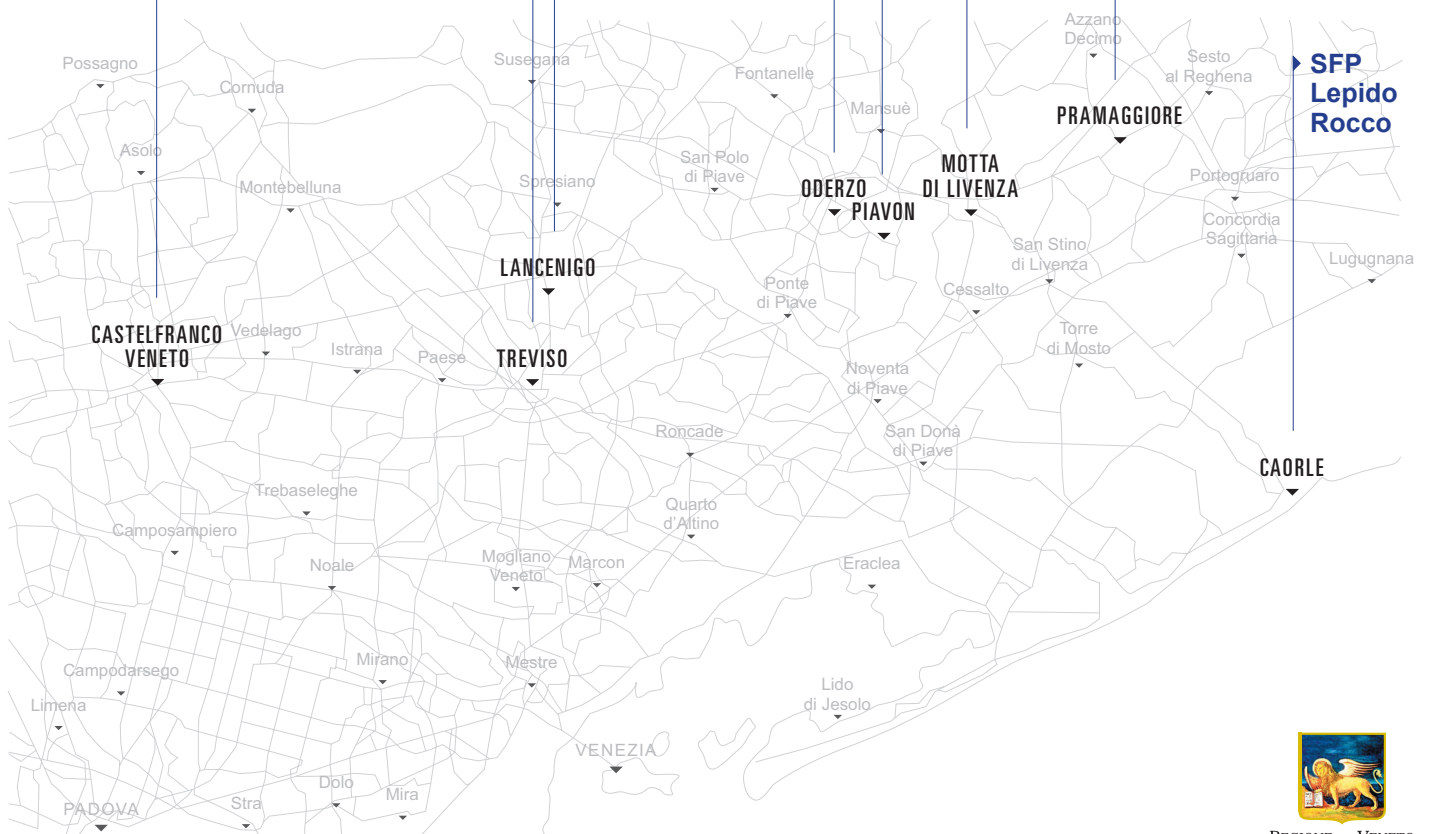 Azzano
Decimo
Possagno
Susegana
Sesto
al Reghena
SFP
Lepido
Rocco
Cornuda
Fontanelle
Mansuè
PRAMAGGIORE
Asolo
San Polo
di Piave
MOTTA
DI LIVENZA
Montebelluna
Spresiano
ODERZO
PIAVON
Portogruaro
Concordia
Sagittaria
San Stino
di Livenza
Lugugnana
LANCENIGO
Ponte
di Piave
Cessalto
CASTELFRANCO
VENETO
Vedelago
Istrana
Paese
TREVISO
Torre
di Mosto
Noventa
di Piave
Roncade
San Donà
di Piave
CAORLE
Trebaseleghe
Quarto
d'Altino
Camposampiero
Noale
Mogliano
Veneto
Marcon
Eraclea
Campodarsego
Mirano
Mestre
Limena
Lido
di Jesolo
VENEZIA
Dolo
Mira
Stra
PADOVA